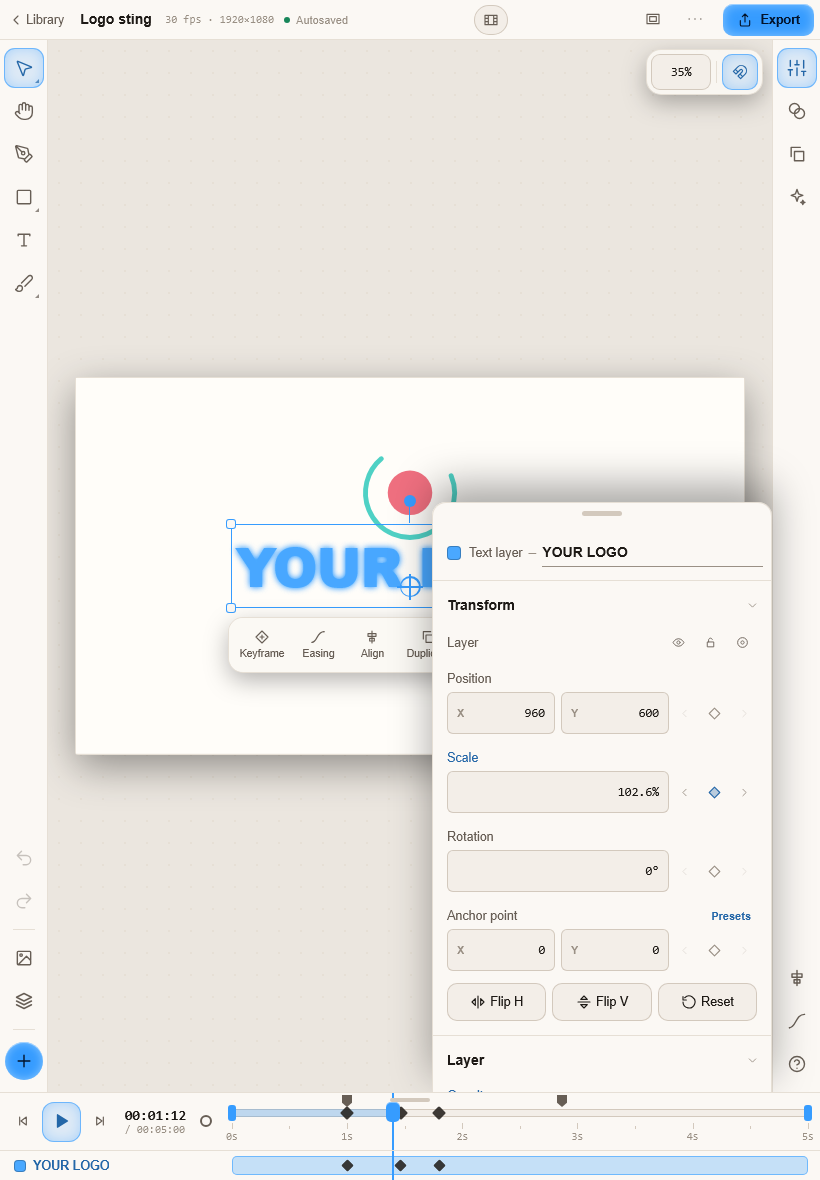 Library
Logo sting
30 fps · 1920×1080
Autosaved
Export
35%
YOUR
Keyframe
Easing
Align
Text layer – YOUR LOGO
Transform
Layer
Position
X 960
Y 600
Scale
102.6%
Rotation
0°
Anchor point
Presets
X 0
Y 0
Flip H
Flip V
Reset
Layer
00:01:12
/ 00:05:00
0s 1s 2s 3s 4s 5s
YOUR LOGO